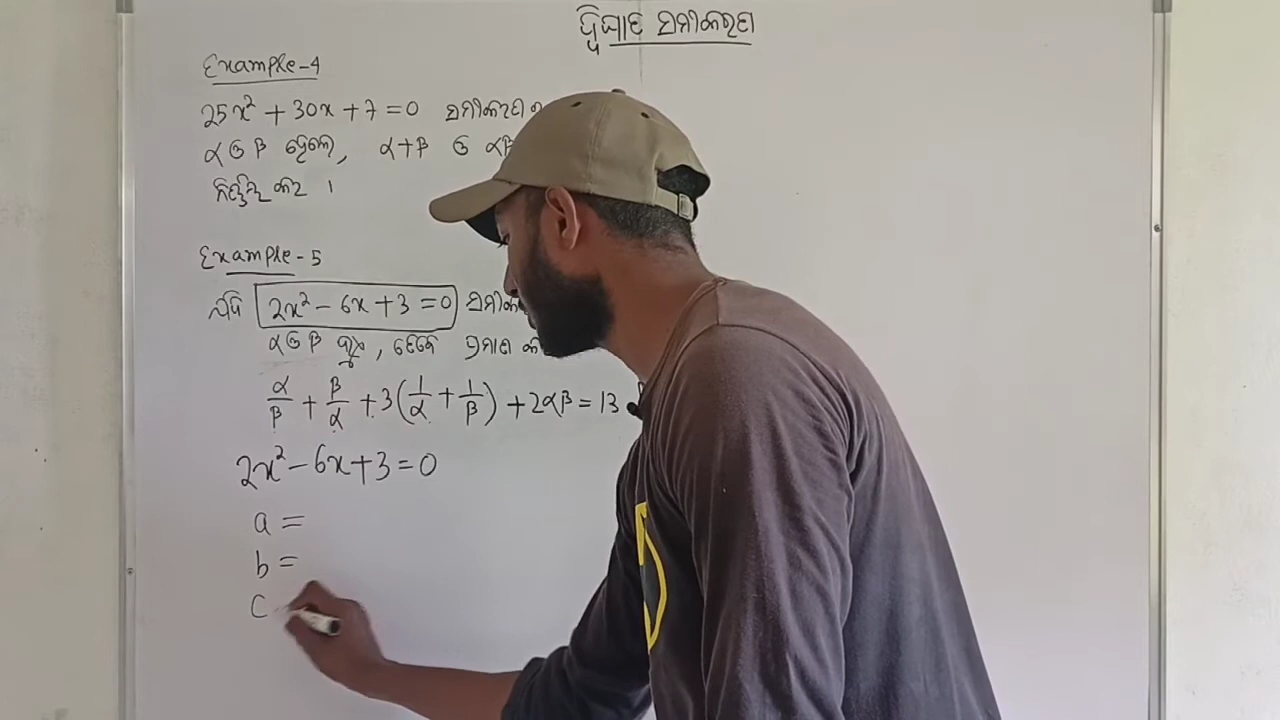 ଦ୍ୱିଘାତ ସମୀକରଣ
Example-4
25x² + 30x + 7 = 0 ସମୀକରଣ
α ଓ β ହେଲେ, α+β ଓ αβ
ନିର୍ଣ୍ଣୟ କର ।
Example-5
ଯଦି 2x² - 6x + 3 = 0
α ଓ β ହୁଅ, ତେବେ ପ୍ରମାଣ କ
α/β + β/α + 3(1/α + 1/β) + 2αβ = 13
2x² - 6x + 3 = 0
a =
b =
c